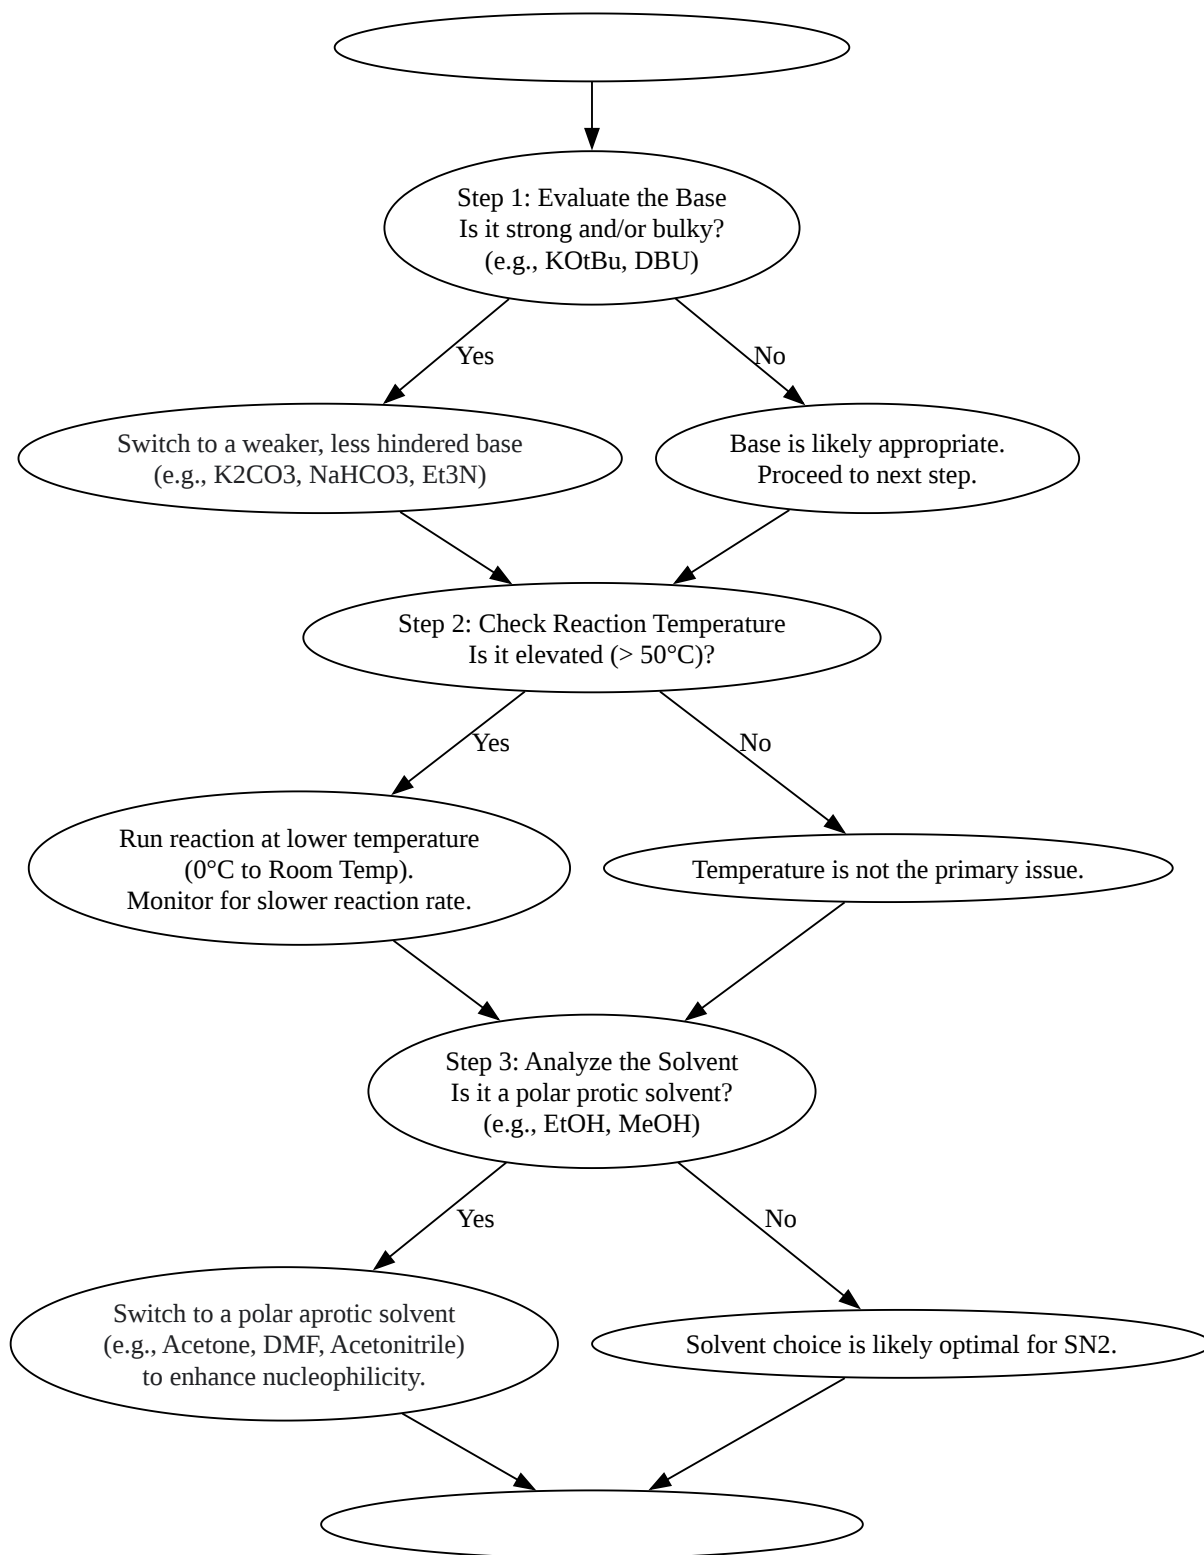 Step 1: Evaluate the Base
Is it strong and/or bulky?
(e.g., KOtBu, DBU)
Yes
No
Switch to a weaker, less hindered base
(e.g., K2CO3, NaHCO3, Et3N)
Base is likely appropriate.
Proceed to next step.
Step 2: Check Reaction Temperature
Is it elevated (> 50°C)?
Yes
No
Run reaction at lower temperature
(0°C to Room Temp).
Monitor for slower reaction rate.
Temperature is not the primary issue.
Step 3: Analyze the Solvent
Is it a polar protic solvent?
(e.g., EtOH, MeOH)
Yes
No
Switch to a polar aprotic solvent
(e.g., Acetone, DMF, Acetonitrile)
to enhance nucleophilicity.
Solvent choice is likely optimal for SN2.